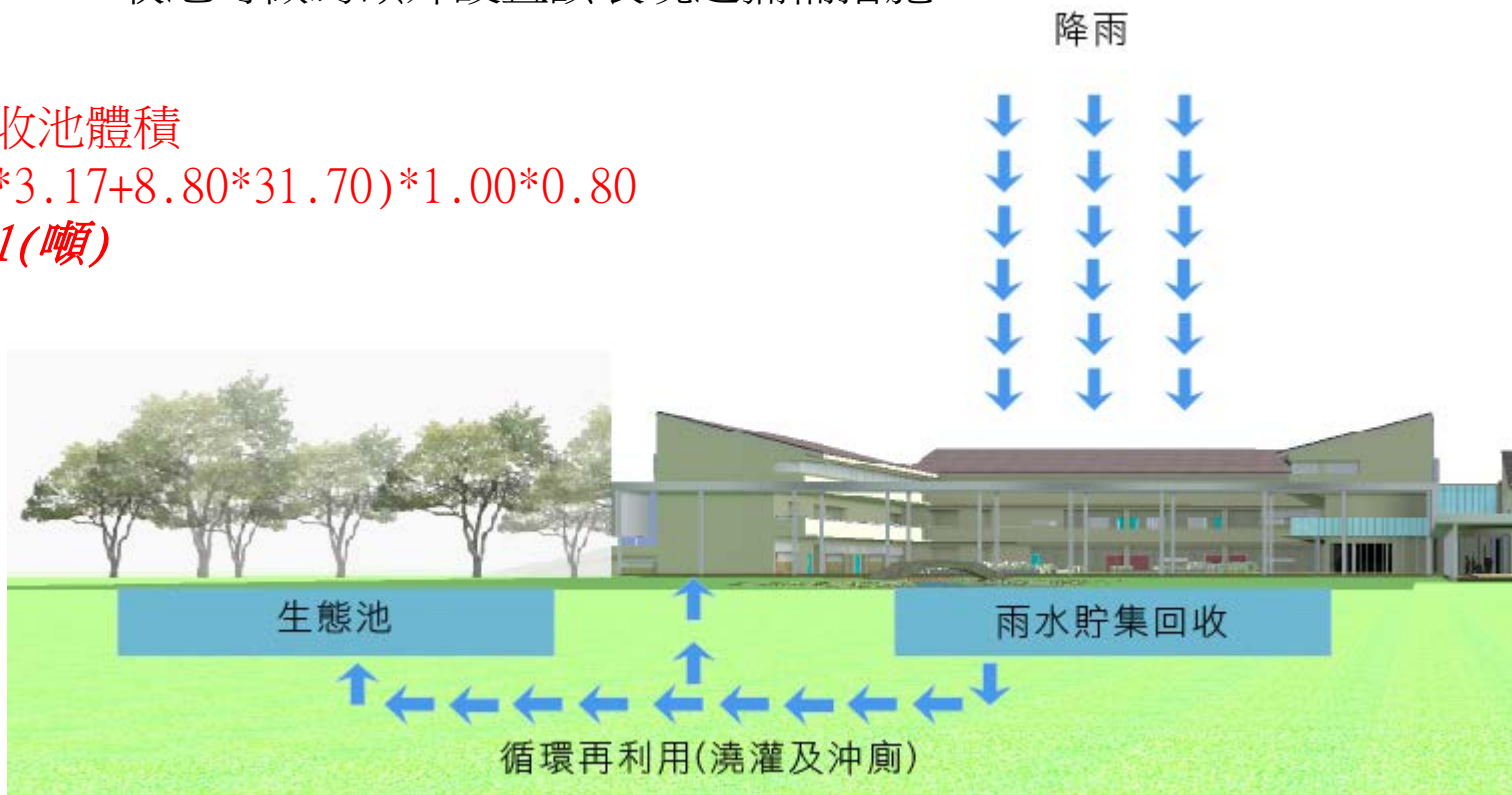 降雨
收池體積
*3.17+8.80*31.70)*1.00*0.80
1(噸)
生態池
雨水貯集回收
循環再利用(澆灌及沖廁)